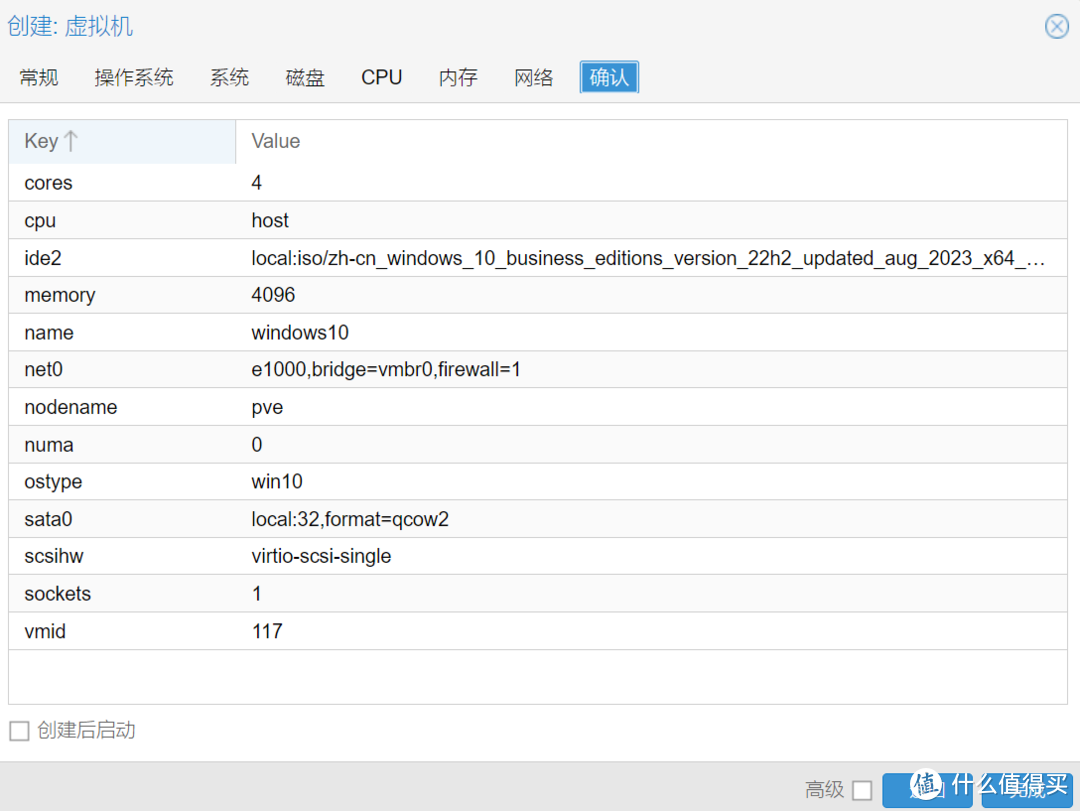 创建: 虚拟机
常规 操作系统 系统 磁盘 CPU 内存 网络 确认
Key Value
cores 4
cpu host
ide2 local:iso/zh-cn_windows_10_business_editions_version_22h2_updated_aug_2023_x64_...
memory 4096
name windows10
net0 e1000,bridge=vmbr0,firewall=1
nodename pve
numa 0
ostype win10
sata0 local:32,format=qcow2
scsihw virtio-scsi-single
sockets 1
vmid 117
创建后启动
高级
值 什么值得买